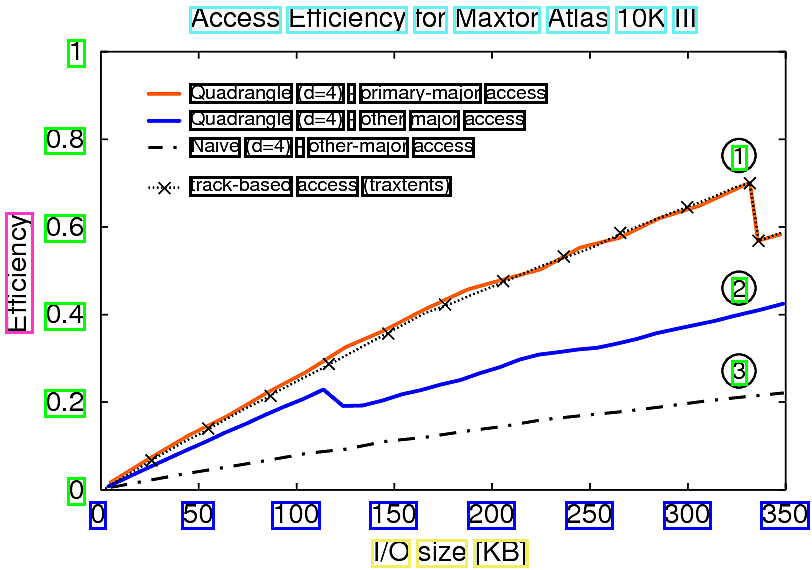 Access Efficiency for Maxtor Atlas 10K III
1
Quadrangle (d=4) - primary-major access
Quadrangle (d=4) - other major access
Naive (d=4) - other-major access
track-based access (traxtents)
0.8
0.6
0.4
0.2
0
Efficiency
1
2
3
0 50 100 150 200 250 300 350
I/O size [KB]